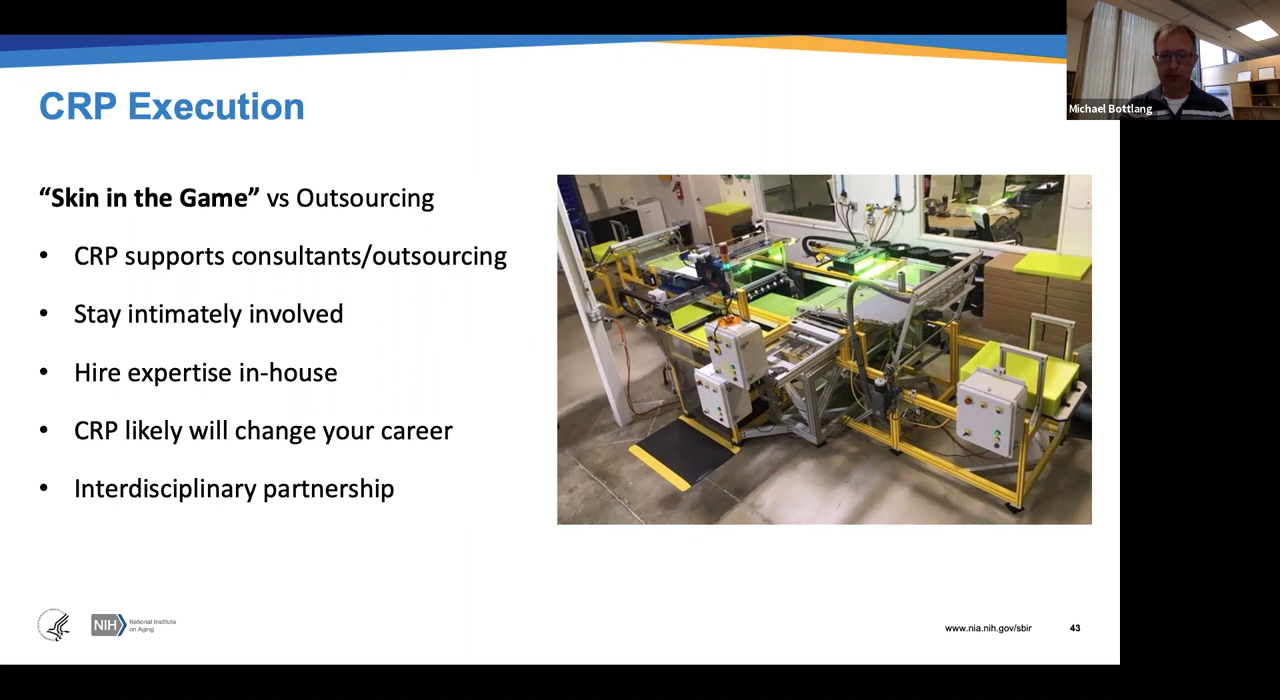 Michael Bottlang
CRP Execution
“Skin in the Game” vs Outsourcing
• CRP supports consultants/outsourcing
• Stay intimately involved
• Hire expertise in-house
• CRP likely will change your career
• Interdisciplinary partnership
NIH National Institute
on Aging
www.nia.nih.gov/sbir 43